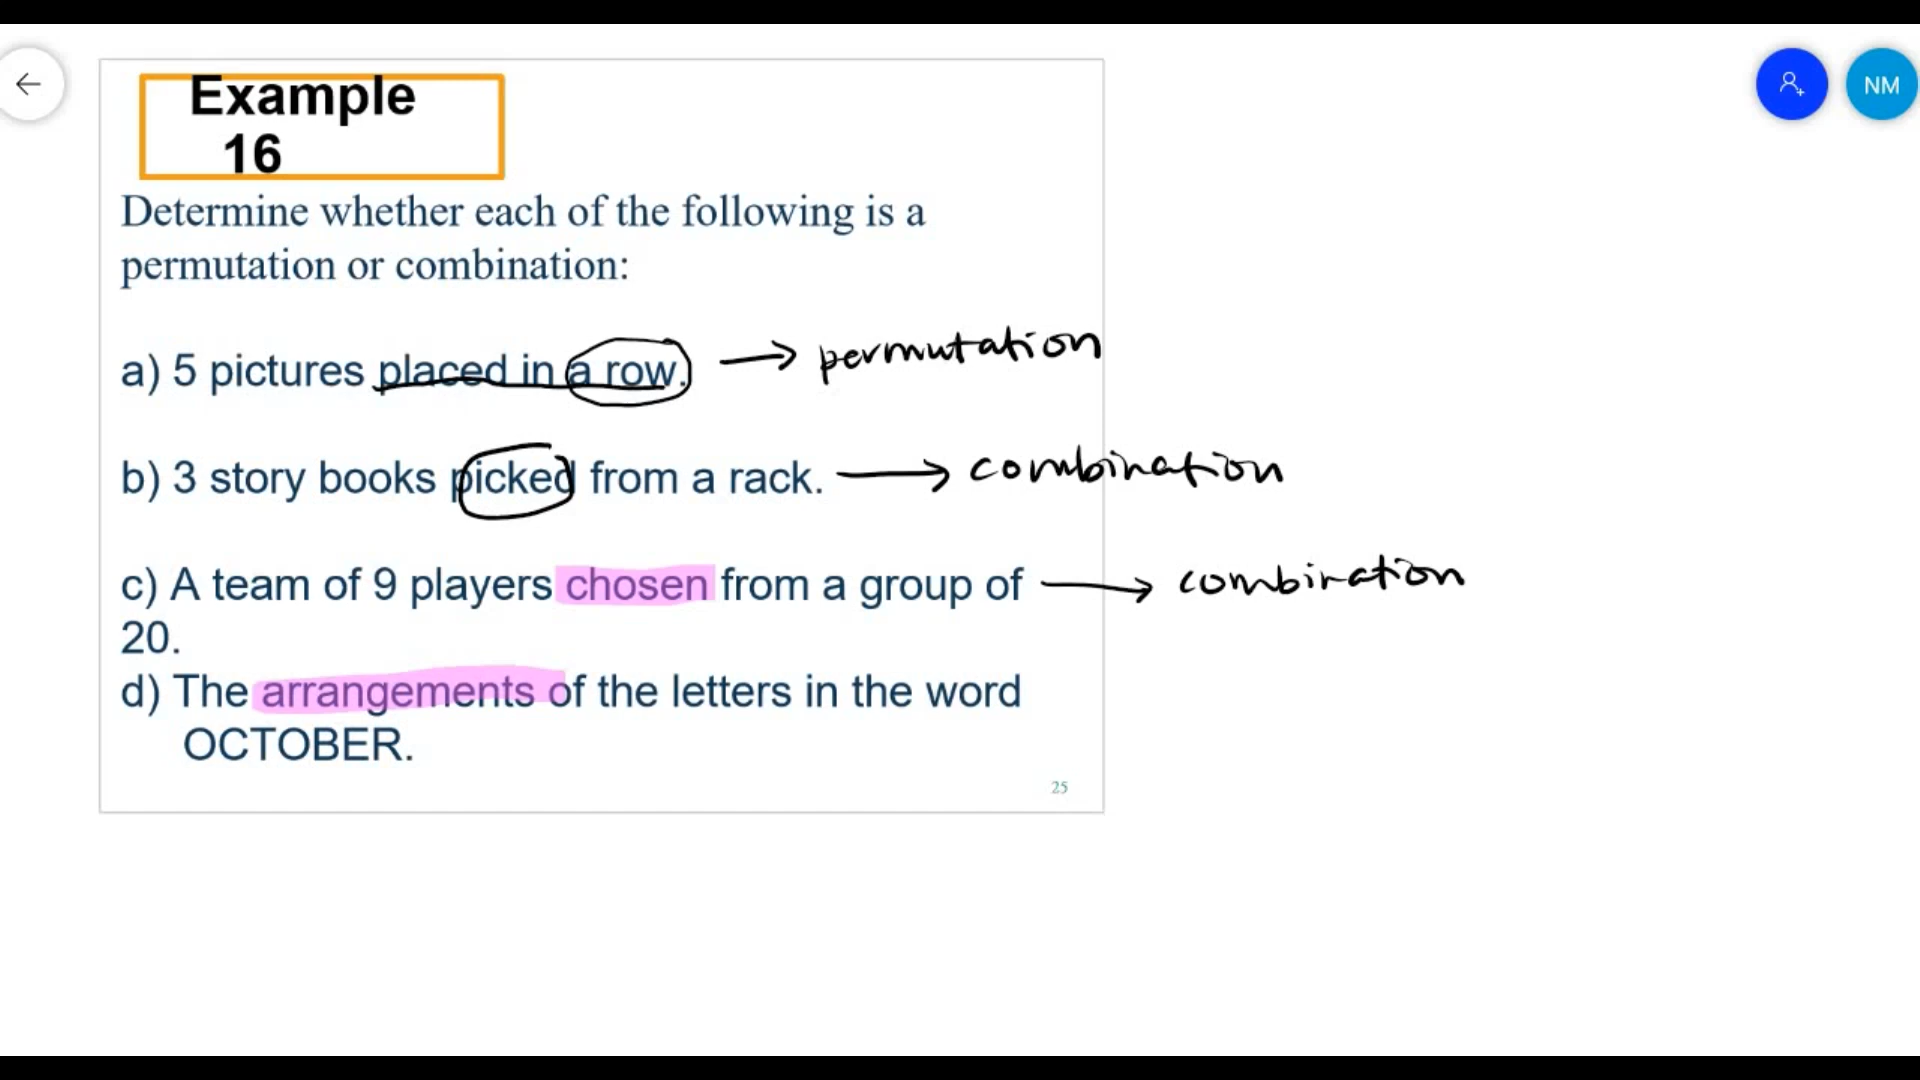 Example
16
NM
Determine whether each of the following is a
permutation or combination:
a) 5 pictures placed in a row. → permutation
b) 3 story books picked from a rack. → combination
c) A team of 9 players chosen from a group of → combination
20.
d) The arrangements of the letters in the word
OCTOBER.
25